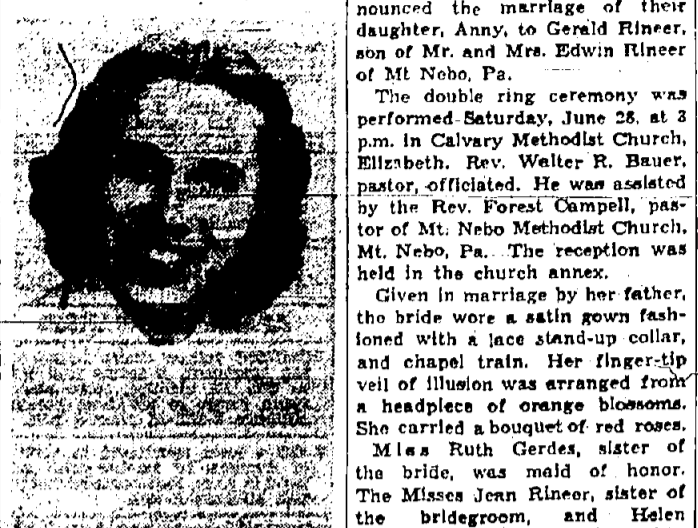 nounced the marriage of their
daughter, Anny, to Gerald Rineer,
son of Mr. and Mrs. Edwin Rineer
of Mt Nebo, Pa.
The double ring ceremony was
performed Saturday, June 28, at 3
p.m. in Calvary Methodist Church,
Elizabeth. Rev. Walter R. Bauer,
pastor, officiated. He was assisted
by the Rev. Forest Campell, pas-
tor of Mt. Nebo Methodist Church,
Mt. Nebo, Pa. The reception was
held in the church annex.
Given in marriage by her father,
the bride wore a satin gown fash-
ioned with a lace stand-up collar,
and chapel train. Her finger-tip
veil of illusion was arranged from
a headpiece of orange blossoms.
She carried a bouquet of red roses.
Miss Ruth Gerdes, sister of
the bride, was maid of honor.
The Misses Jean Rineer, sister of
the bridegroom, and Helen